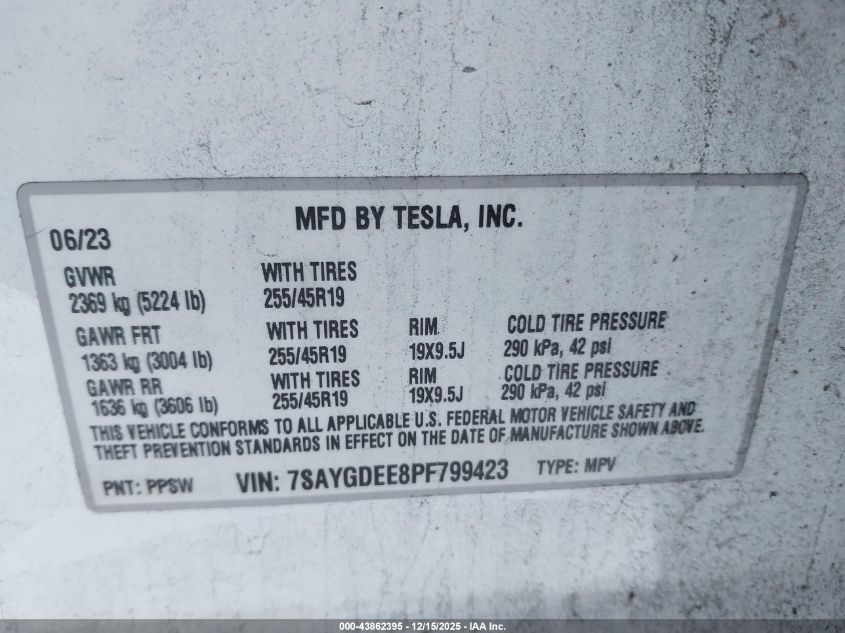 MFD BY TESLA, INC.
06/23
GVWR WITH TIRES
2369 kg (5224 lb) 255/45R19
GAWR FRT WITH TIRES RIM COLD TIRE PRESSURE
1363 kg (3004 lb) 255/45R19 19X9.5J 290 kPa, 42 psi
GAWR RR WITH TIRES RIM COLD TIRE PRESSURE
1636 kg (3606 lb) 255/45R19 19X9.5J 290 kPa, 42 psi
THIS VEHICLE CONFORMS TO ALL APPLICABLE U.S. FEDERAL MOTOR VEHICLE SAFETY AND
THEFT PREVENTION STANDARDS IN EFFECT ON THE DATE OF MANUFACTURE SHOWN ABOVE.
PNT: PPSW VIN: 7SAYGDEE8PF799423 TYPE: MPV
000-43862395 - 12/15/2025 - IAA Inc.